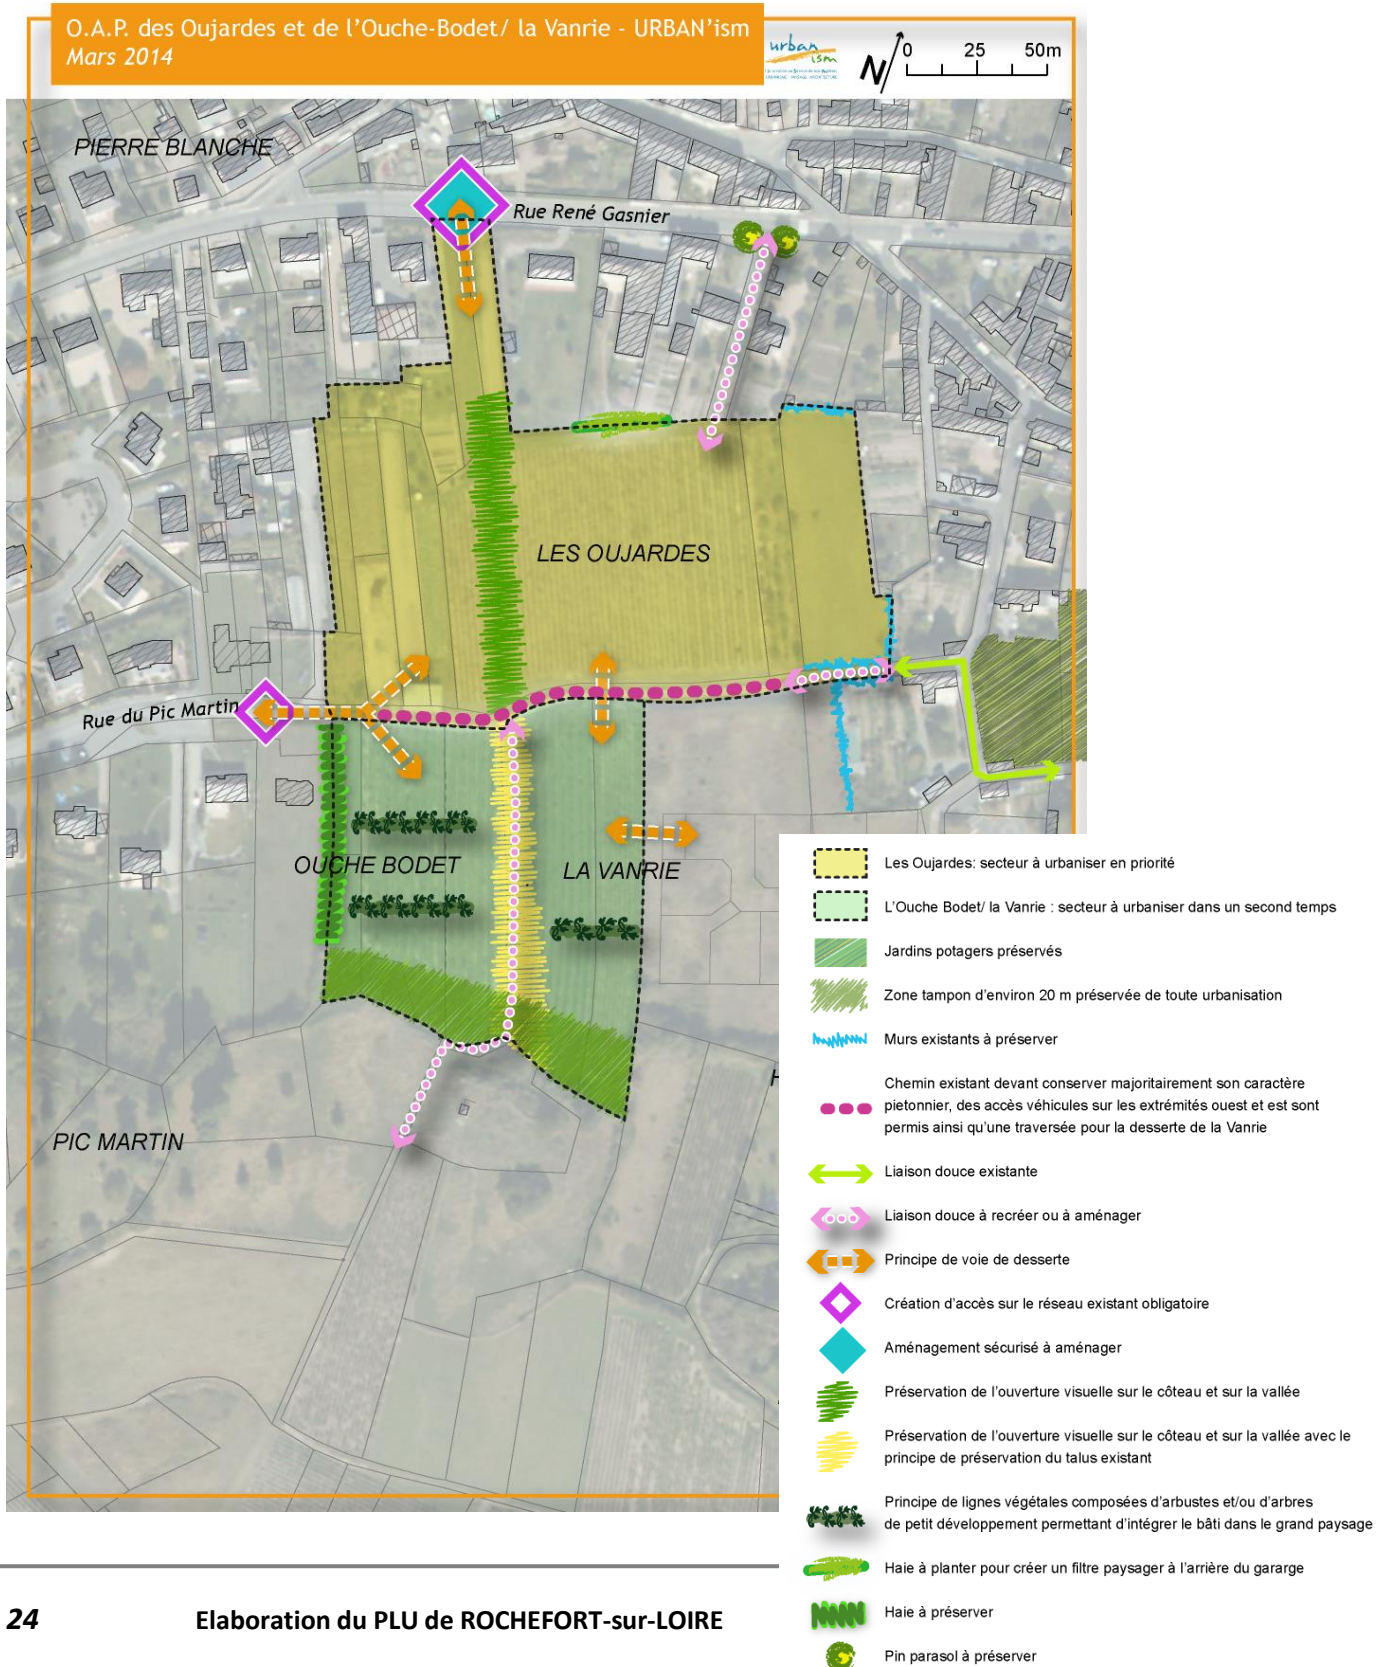 O.A.P. des Oujardes et de l'Ouche-Bodet/ la Vanrie - URBAN'ism
Mars 2014
urban
ism
N
0 25 50m
PIERRE BLANCHE
Rue René Gasnier
LES OUJARDES
Rue du Pic Martin
OUCHE BODET
LA VANRIE
PIC MARTIN
Les Oujardes: secteur à urbaniser en priorité
L'Ouche Bodet/ la Vanrie : secteur à urbaniser dans un second temps
Jardins potagers préservés
Zone tampon d'environ 20 m préservée de toute urbanisation
Murs existants à préserver
Chemin existant devant conserver majoritairement son caractère
pietonnier, des accès véhicules sur les extrémités ouest et est sont
permis ainsi qu'une traversée pour la desserte de la Vanrie
Liaison douce existante
Liaison douce à recréer ou à aménager
Principe de voie de desserte
Création d'accès sur le réseau existant obligatoire
Aménagement sécurisé à aménager
Préservation de l'ouverture visuelle sur le côteau et sur la vallée
Préservation de l'ouverture visuelle sur le côteau et sur la vallée avec le
principe de préservation du talus existant
Principe de lignes végétales composées d'arbustes et/ou d'arbres
de petit développement permettant d'intégrer le bâti dans le grand paysage
Haie à planter pour créer un filtre paysager à l'arrière du gararge
Haie à préserver
Pin parasol à préserver
24 Elaboration du PLU de ROCHEFORT-sur-LOIRE